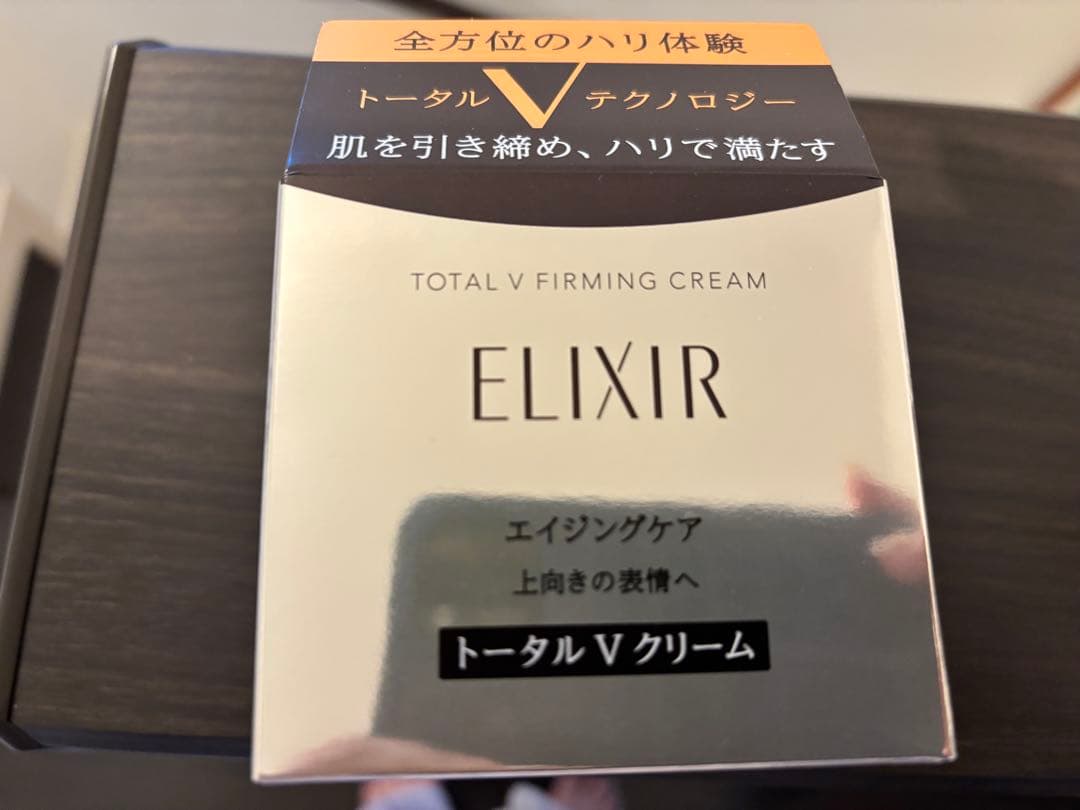 全方位のハリ体験
トータル V テクノロジー
肌を引き締め、ハリで満たす
TOTAL V FIRMING CREAM
ELIXIR
エイジングケア
上向きの表情へ
トータル V クリーム